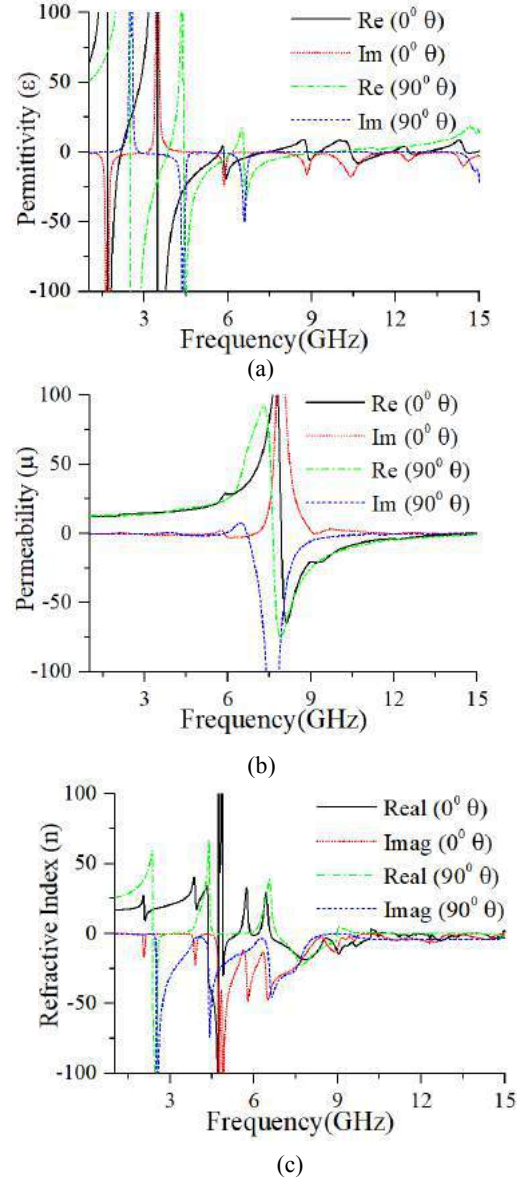 100
50
0
-50
-100
Permittivity (ε)
Re (0⁰ θ)
Im (0⁰ θ)
Re (90⁰ θ)
Im (90⁰ θ)
3 6 9 12 15
Frequency(GHz)
(a)
100
50
0
-50
-100
Permeability (μ)
Re (0⁰ θ)
Im (0⁰ θ)
Re (90⁰ θ)
Im (90⁰ θ)
3 6 9 12 15
Frequency(GHz)
(b)
100
50
0
-50
-100
Refractive Index (n)
Real (0⁰ θ)
Imag (0⁰ θ)
Real (90⁰ θ)
Imag (90⁰ θ)
3 6 9 12 15
Frequency(GHz)
(c)